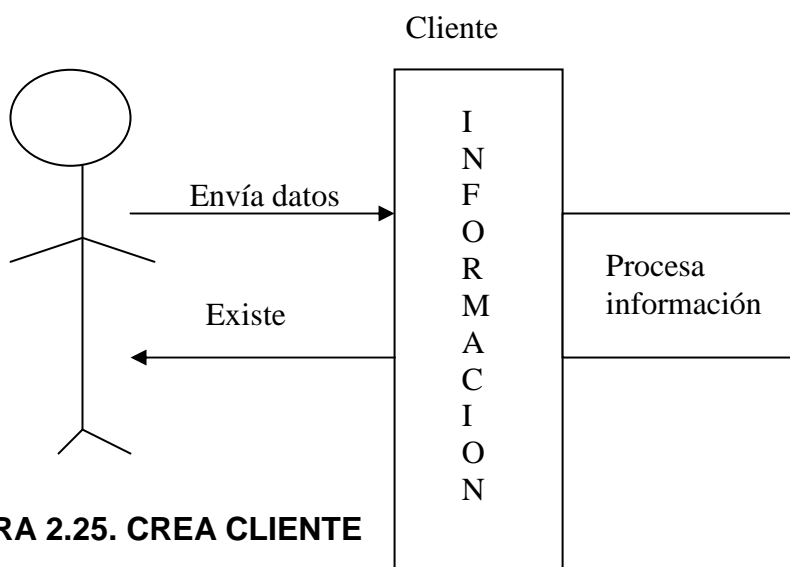 Cliente
I
N
F
O
R
M
A
C
I
O
N
Envía datos
Existe
Procesa
información
RA 2.25. CREA CLIENTE